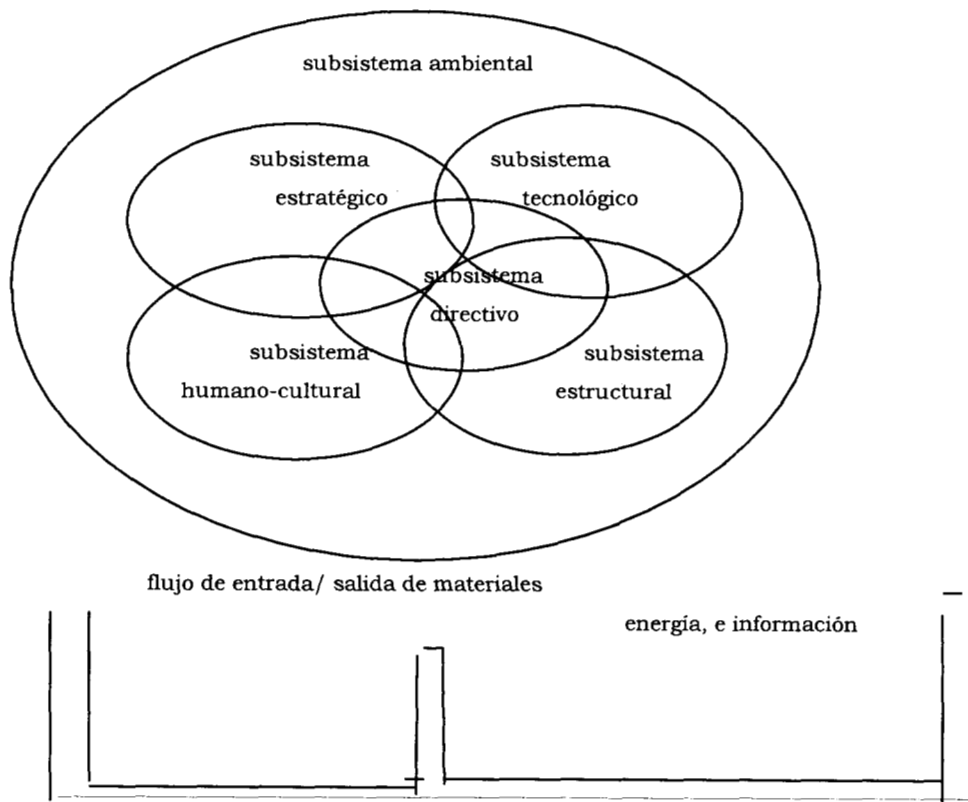 subsistema ambiental
subsistema
estratégico
subsistema
tecnológico
subsistema
directivo
subsistema
humano-cultural
subsistema
estructural
flujo de entrada/ salida de materiales
energía, e información